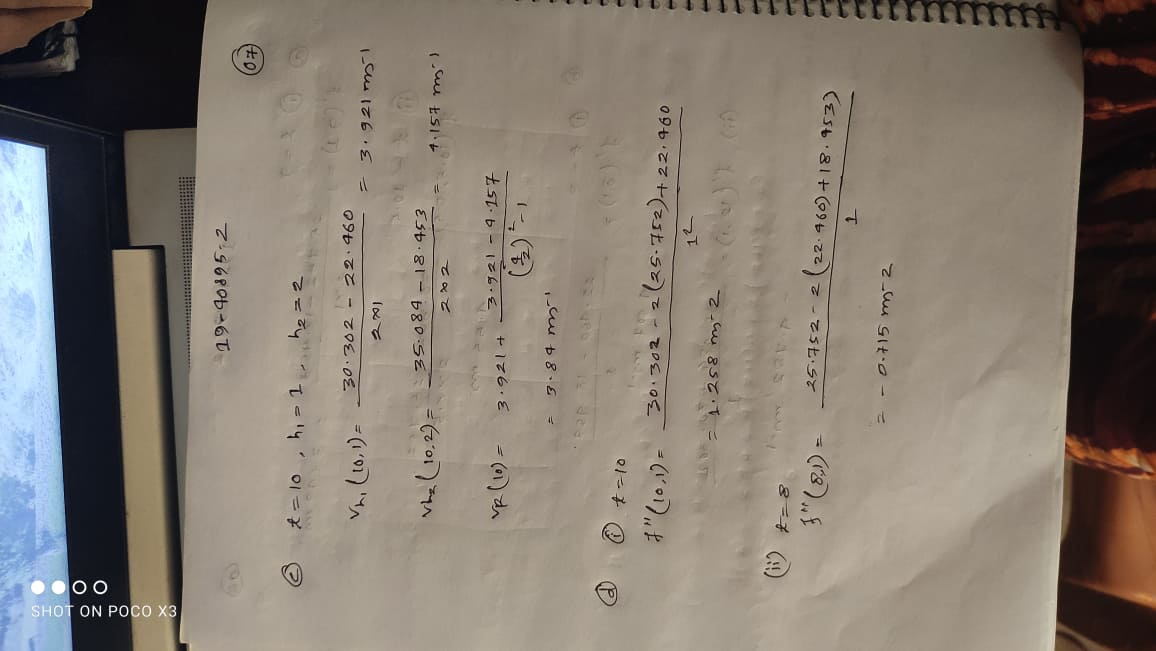 19-40895-2
07
(c) t=10, h₁=1, h₂=2
Vh₁(10,1)= 30.302 - 22.460 / 2×1 = 3.921 ms⁻¹
Vh₂(10,2)= 35.084 - 18.453 / 2×2 = 4.157 ms⁻¹
VR(10) = 3.921 + 3.921 - 4.157 / (4/2)² - 1
= 3.84 ms⁻¹
(d) (i) t=10
f"(10,1) = 30.302 - 2(25.752) + 22.460 / 1²
= 1.258 ms-2
(ii) t=8
f"(8,1) = 25.752 - 2(22.460) + 18.453) / 1
= -0.715 ms-2
SHOT ON POCO X3